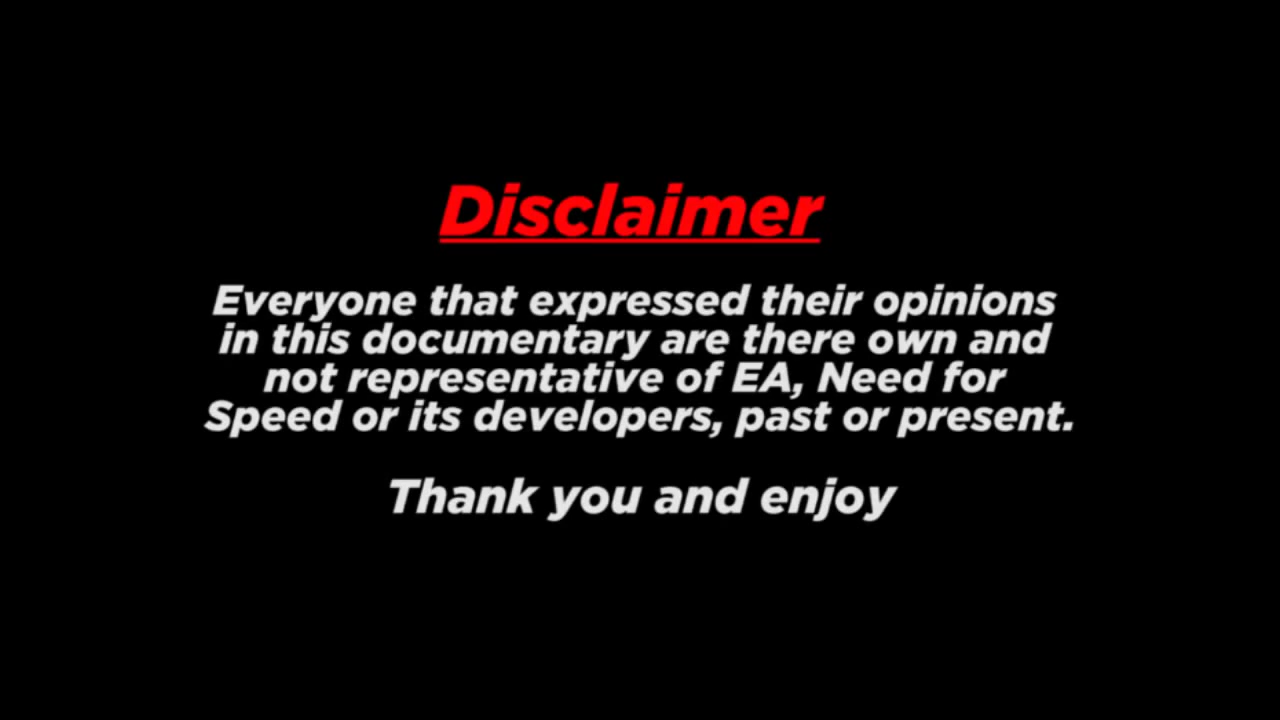 Disclaimer
Everyone that expressed their opinions
in this documentary are there own and
not representative of EA, Need for
Speed or its developers, past or present.
Thank you and enjoy